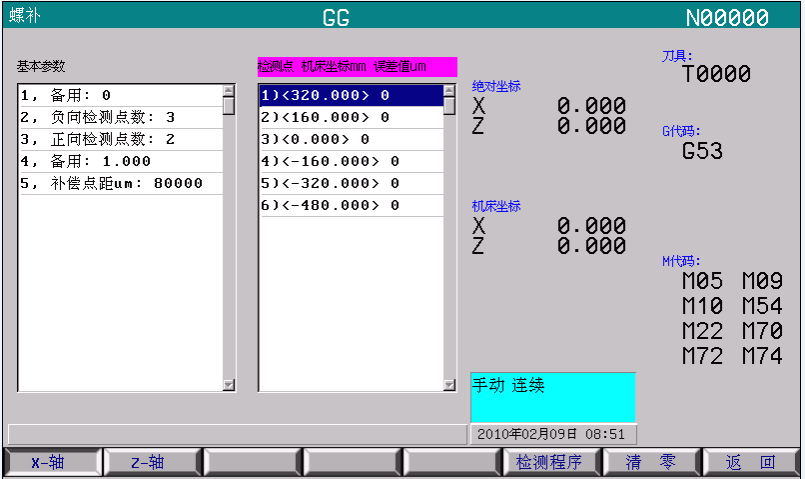 螺补 GG N00000
基本参数
1, 备用: 0
2, 负向检测点数: 3
3, 正向检测点数: 2
4, 备用: 1.000
5, 补偿点距um: 80000
检测点 机床坐标mm 误差值um
1)<320.000> 0
2)<160.000> 0
3)<0.000> 0
4)<-160.000> 0
5)<-320.000> 0
6)<-480.000> 0
绝对坐标
X 0.000
Z 0.000
机床坐标
X 0.000
Z 0.000
刀具:
T0000
G代码:
G53
M代码:
M05 M09
M10 M54
M22 M70
M72 M74
手动 连续
2010年02月09日 08:51
X-轴 Z-轴 检测程序 清 零 返 回